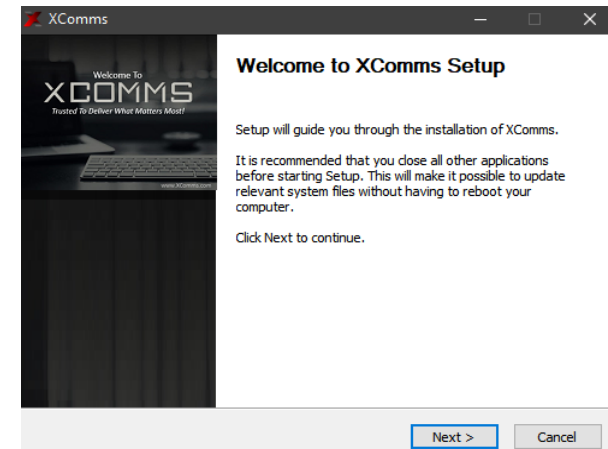 XComms
Welcome To
XCOMMS
Trusted To Deliver What Matters Most!
www.XComms.com
Welcome to XComms Setup
Setup will guide you through the installation of XComms.
It is recommended that you close all other applications
before starting Setup. This will make it possible to update
relevant system files without having to reboot your
computer.
Click Next to continue.
Next >
Cancel